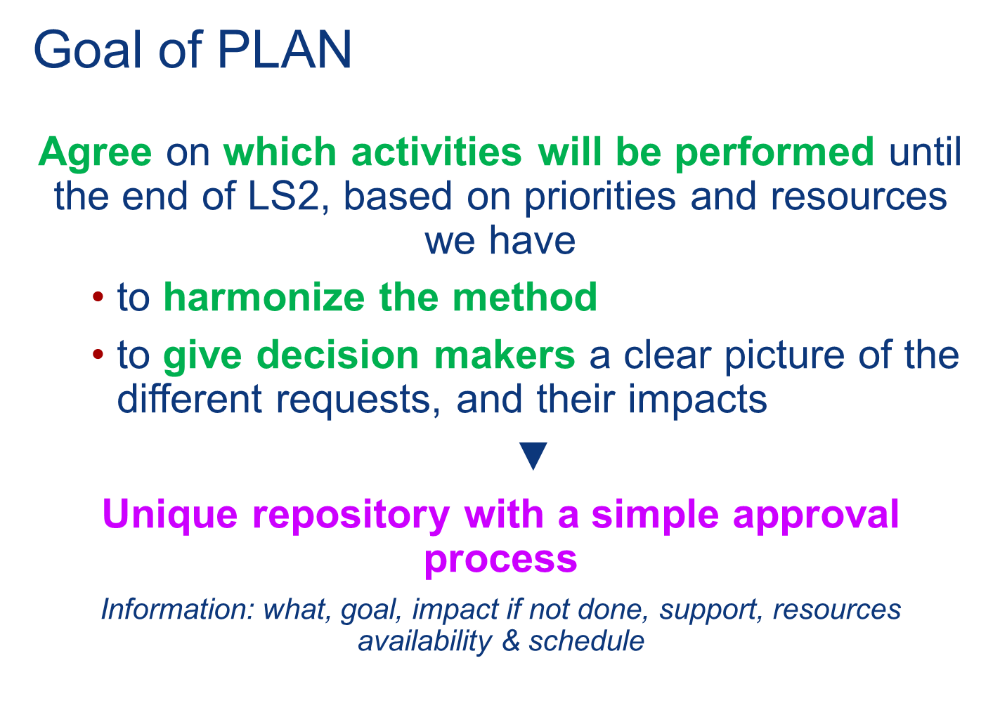 Goal of PLAN
Agree on which activities will be performed until
the end of LS2, based on priorities and resources
we have
• to harmonize the method
• to give decision makers a clear picture of the
different requests, and their impacts
▼
Unique repository with a simple approval
process
Information: what, goal, impact if not done, support, resources
availability & schedule